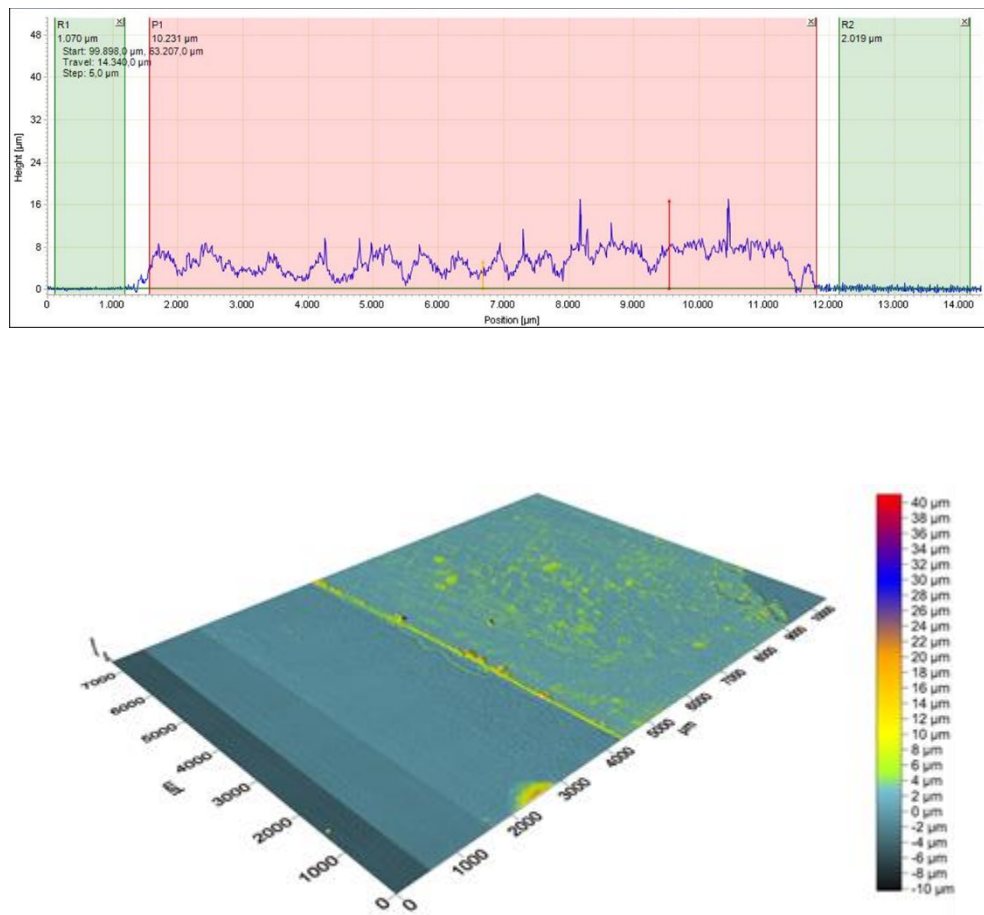 R1
1.070 µm
Start: 99.898,0 µm, 63.207,0 µm
Travel: 14.340,0 µm
Step: 5,0 µm
P1
10.231 µm
R2
2.019 µm
48
40
32
24
16
8
0
Height [µm]
0 1.000 2.000 3.000 4.000 5.000 6.000 7.000 8.000 9.000 10.000 11.000 12.000 13.000 14.000
Position [µm]
40 µm
38 µm
36 µm
34 µm
32 µm
30 µm
28 µm
26 µm
24 µm
22 µm
20 µm
18 µm
16 µm
14 µm
12 µm
10 µm
8 µm
6 µm
4 µm
2 µm
0 µm
-2 µm
-4 µm
-6 µm
-8 µm
-10 µm
7000
6000
5000
4000
3000
2000
1000
0
µm
0
1000
2000
3000
4000
5000
6000
7000
8000
9000
10000
µm